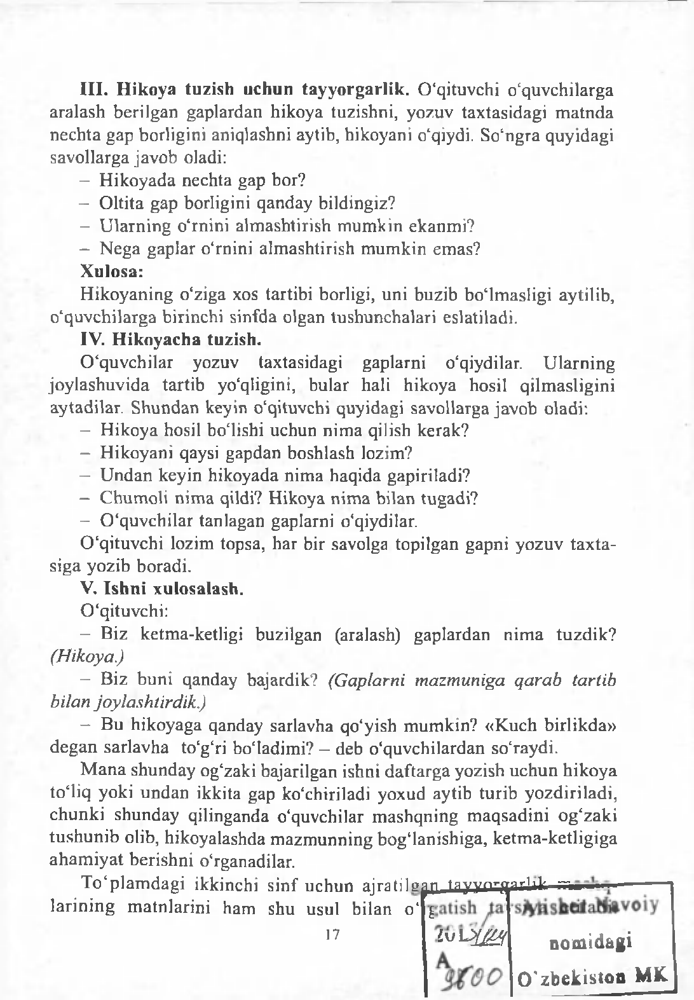 III. Hikoya tuzish uchun tayyorgarlik. O‘qituvchi o‘quvchilarga
aralash berilgan gaplardan hikoya tuzishni, yozuv taxtasidagi matnda
nechta gap borligini aniqlashni aytib, hikoyani o‘qiydi. So‘ngra quyidagi
savollarga javob oladi:
– Hikoyada nechta gap bor?
– Oltita gap borligini qanday bildingiz?
– Ularning o‘rnini almashtirish mumkin ekanmi?
– Nega gaplar o‘rnini almashtirish mumkin emas?
Xulosa:
Hikoyaning o‘ziga xos tartibi borligi, uni buzib bo‘lmasligi aytilib,
o‘quvchilarga birinchi sinfda olgan tushunchalari eslatiladi.
IV. Hikoyacha tuzish.
O‘quvchilar yozuv taxtasidagi gaplarni o‘qiydilar. Ularning
joylashuvida tartib yo‘qligini, bular hali hikoya hosil qilmasligini
aytadilar. Shundan keyin o‘qituvchi quyidagi savollarga javob oladi:
– Hikoya hosil bo‘lishi uchun nima qilish kerak?
– Hikoyani qaysi gapdan boshlash lozim?
– Undan keyin hikoyada nima haqida gapiriladi?
– Chumoli nima qildi? Hikoya nima bilan tugadi?
– O‘quvchilar tanlagan gaplarni o‘qiydilar.
O‘qituvchi lozim topsa, har bir savolga topilgan gapni yozuv taxta-
siga yozib boradi.
V. Ishni xulosalash.
O‘qituvchi:
– Biz ketma-ketligi buzilgan (aralash) gaplardan nima tuzdik?
(Hikoya.)
– Biz buni qanday bajardik? (Gaplarni mazmuniga qarab tartib
bilan joylashtirdik.)
– Bu hikoyaga qanday sarlavha qo‘yish mumkin? «Kuch birlikda»
degan sarlavha to‘g‘ri bo‘ladimi? – deb o‘quvchilardan so‘raydi.
Mana shunday og‘zaki bajarilgan ishni daftarga yozish uchun hikoya
to‘liq yoki undan ikkita gap ko‘chiriladi yoxud aytib turib yozdiriladi,
chunki shunday qilinganda o‘quvchilar mashqning maqsadini og‘zaki
tushunib olib, hikoyalashda mazmunning bog‘lanishiga, ketma-ketligiga
ahamiyat berishni o‘rganadilar.
To‘plamdagi ikkinchi sinf uchun ajratilgan tayyorgarlik
larining matnlarini ham shu usul bilan o‘rgatish
17
Navoiy
nomidagi
O‘zbekiston MK
A